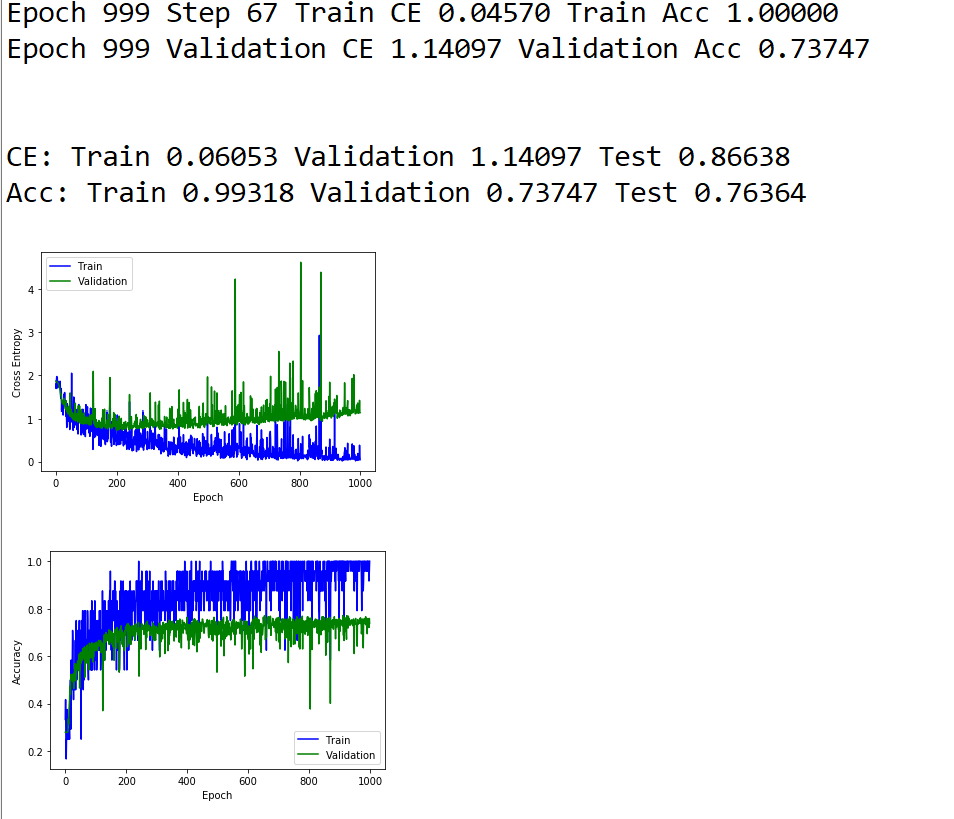 Epoch 999 Step 67 Train CE 0.04570 Train Acc 1.00000
Epoch 999 Validation CE 1.14097 Validation Acc 0.73747
CE: Train 0.06053 Validation 1.14097 Test 0.86638
Acc: Train 0.99318 Validation 0.73747 Test 0.76364
Train
Validation
4
3
2
1
0
Cross Entropy
0 200 400 600 800 1000
Epoch
1.0
0.8
0.6
0.4
0.2
Accuracy
Train
Validation
0 200 400 600 800 1000
Epoch